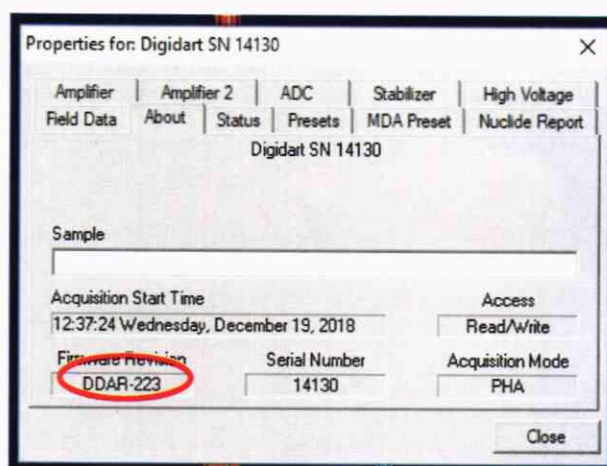 Properties for: Digidart SN 14130
Amplifier Amplifier 2 ADC Stabilizer High Voltage
Field Data About Status Presets MDA Preset Nuclide Report
Digidart SN 14130
Sample
Acquisition Start Time Access
12:37:24 Wednesday, December 19, 2018 Read/Write
Firmware Revision Serial Number Acquisition Mode
DDAR-223 14130 PHA
Close